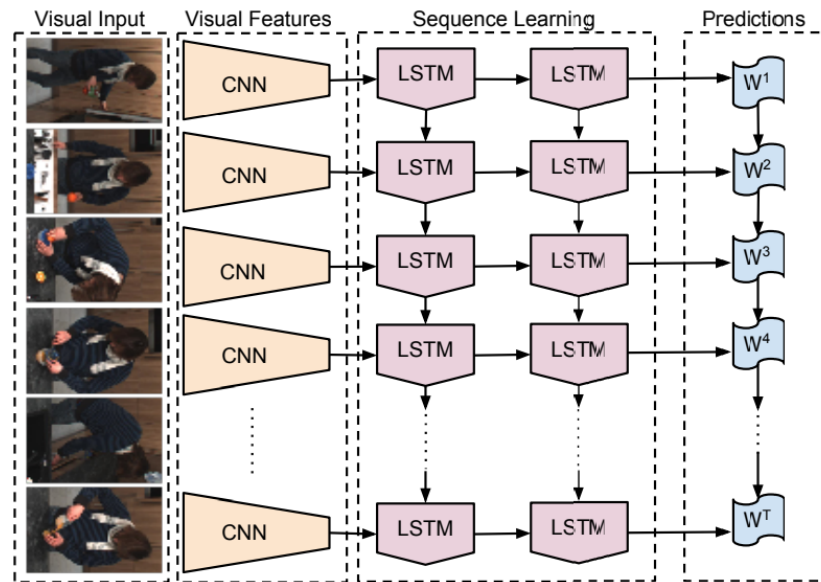 Visual Input Visual Features Sequence Learning Predictions
CNN LSTM LSTM W¹
CNN LSTM LSTM W²
CNN LSTM LSTM W³
CNN LSTM LSTM W⁴
CNN LSTM LSTM Wᵀ